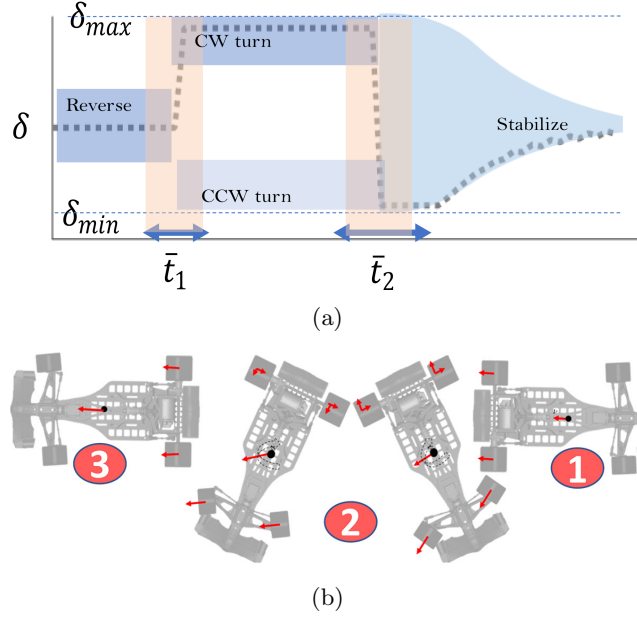 δmax
CW turn
Reverse
δ
Stabilize
CCW turn
δmin
t̄1
t̄2
(a)
3
2
1
(b)